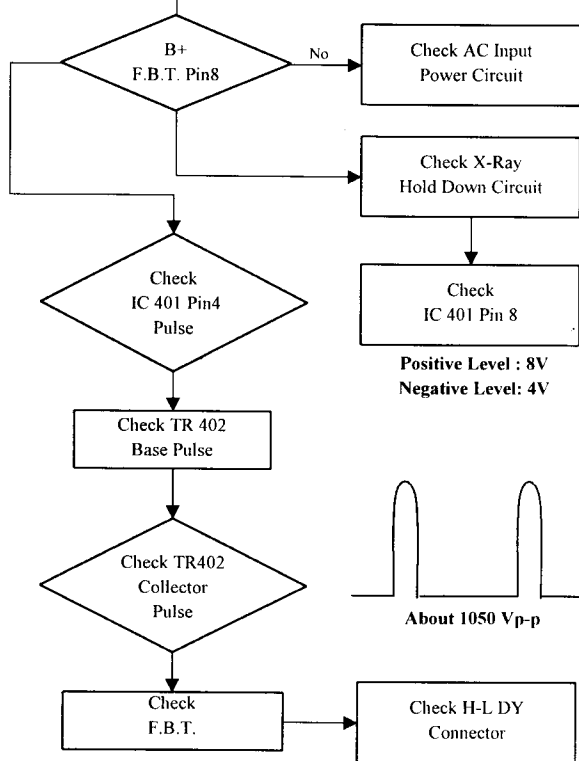 B+
F.B.T. Pin8
No
Check AC Input
Power Circuit
Check X-Ray
Hold Down Circuit
Check
IC 401 Pin4
Pulse
Check
IC 401 Pin 8
Positive Level : 8V
Negative Level: 4V
Check TR 402
Base Pulse
Check TR402
Collector
Pulse
About 1050 Vp-p
Check
F.B.T.
Check H-L DY
Connector